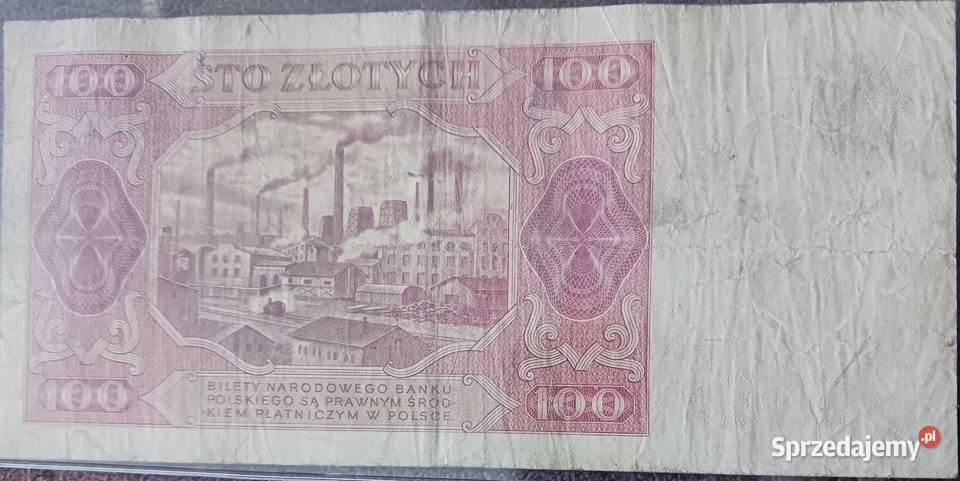 100 STO ZŁOTYCH 100
BILETY NARODOWEGO BANKU
POLSKIEGO SĄ PRAWNYM ŚROD-
-KIEM PŁATNICZYM W POLSCE.
100 100
Sprzedajemy.pl